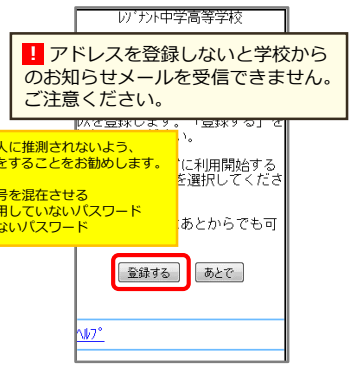 ﾚｼﾞﾅﾝﾄ中学高等学校
! アドレスを登録しないと学校から
のお知らせメールを受信できません。
ご注意ください。
を登録します。「登録する」を
い。
人に推測されないよう、
をすることをお勧めします。
に利用開始する
を選択してくださ
号を混在させる
用していないパスワード
ないパスワード
あとからでも可
登録する
あとで
ﾍﾙﾌﾟ